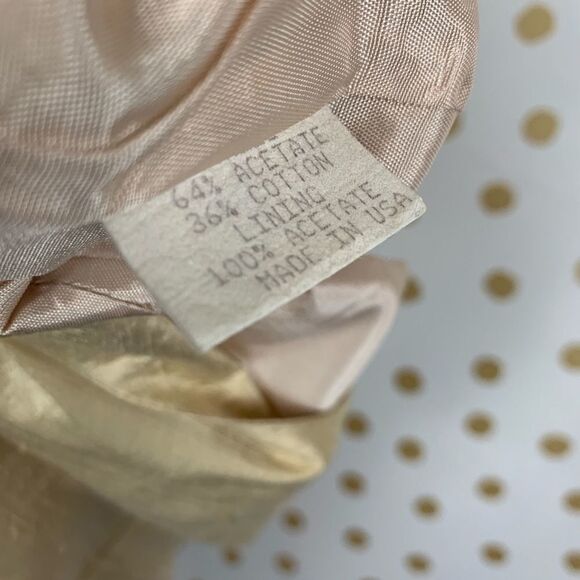 64% ACETATE
36% COTTON
LINING
100% ACETATE
MADE IN USA